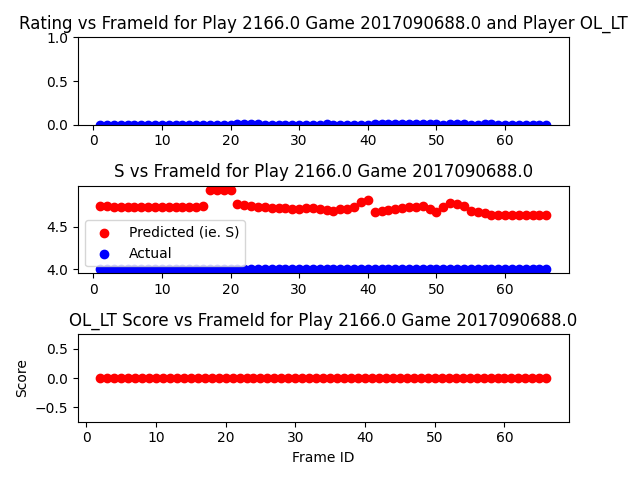 Rating vs FrameId for Play 2166.0 Game 2017090688.0 and Player OL_LT
1.0
0.5
0.0
0 10 20 30 40 50 60
S vs FrameId for Play 2166.0 Game 2017090688.0
4.5
4.0
Predicted (ie. S)
Actual
0 10 20 30 40 50 60
OL_LT Score vs FrameId for Play 2166.0 Game 2017090688.0
Score
0.5
0.0
−0.5
0 10 20 30 40 50 60
Frame ID